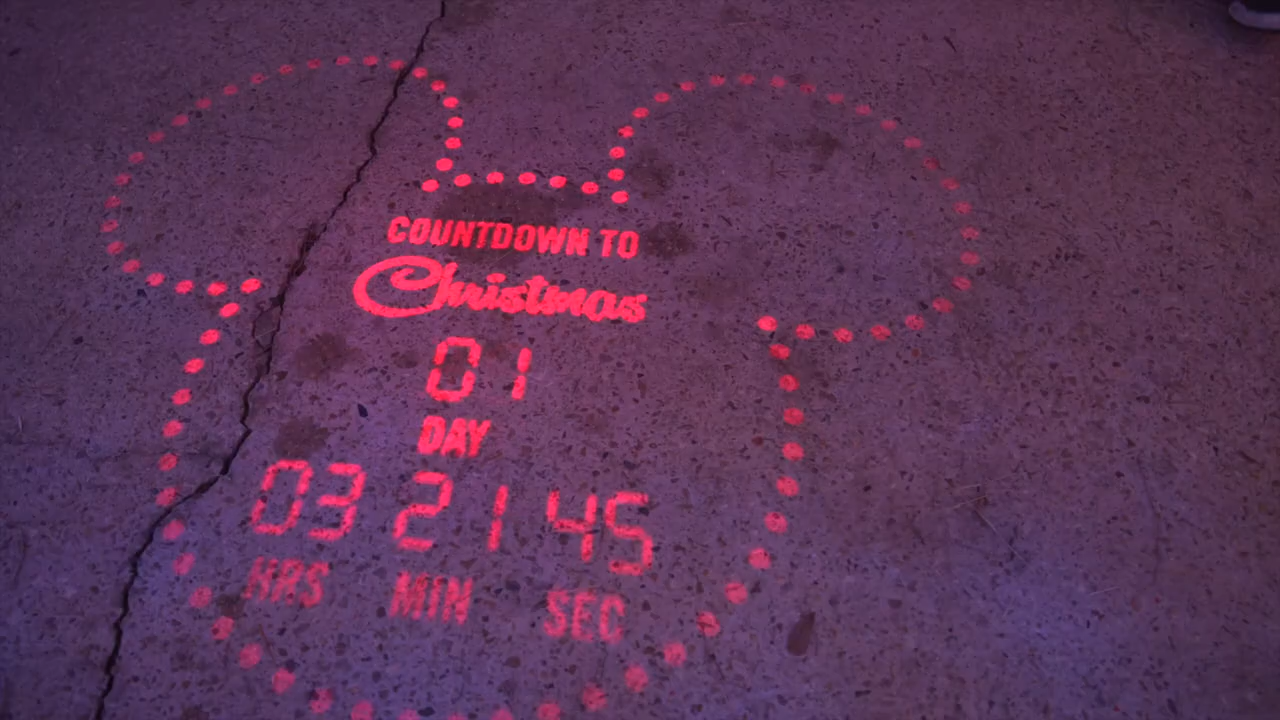 COUNTDOWN TO
Christmas
01
DAY
03 21 45
HRS MIN SEC